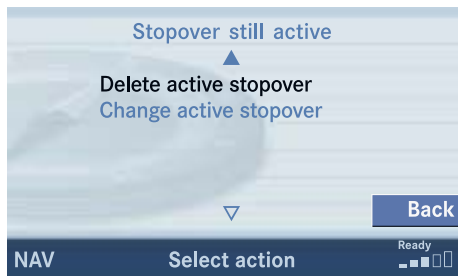 Stopover still active
Delete active stopover
Change active stopover
Back
Ready
NAV Select action